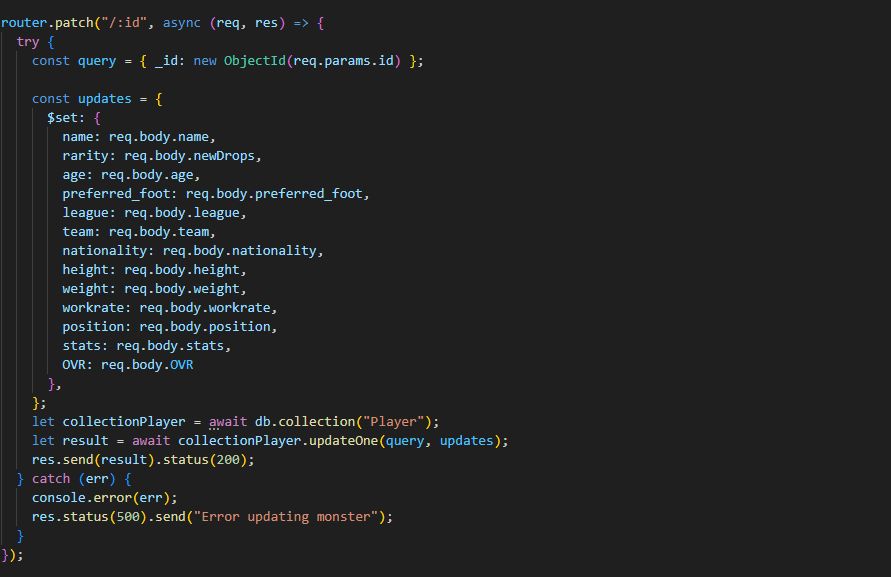 router.patch("/:id", async (req, res) => {
try {
const query = { _id: new ObjectId(req.params.id) };
const updates = {
$set: {
name: req.body.name,
rarity: req.body.newDrops,
age: req.body.age,
preferred_foot: req.body.preferred_foot,
league: req.body.league,
team: req.body.team,
nationality: req.body.nationality,
height: req.body.height,
weight: req.body.weight,
workrate: req.body.workrate,
position: req.body.position,
stats: req.body.stats,
OVR: req.body.OVR
},
};
let collectionPlayer = await db.collection("Player");
let result = await collectionPlayer.updateOne(query, updates);
res.send(result).status(200);
} catch (err) {
console.error(err);
res.status(500).send("Error updating monster");
}
});